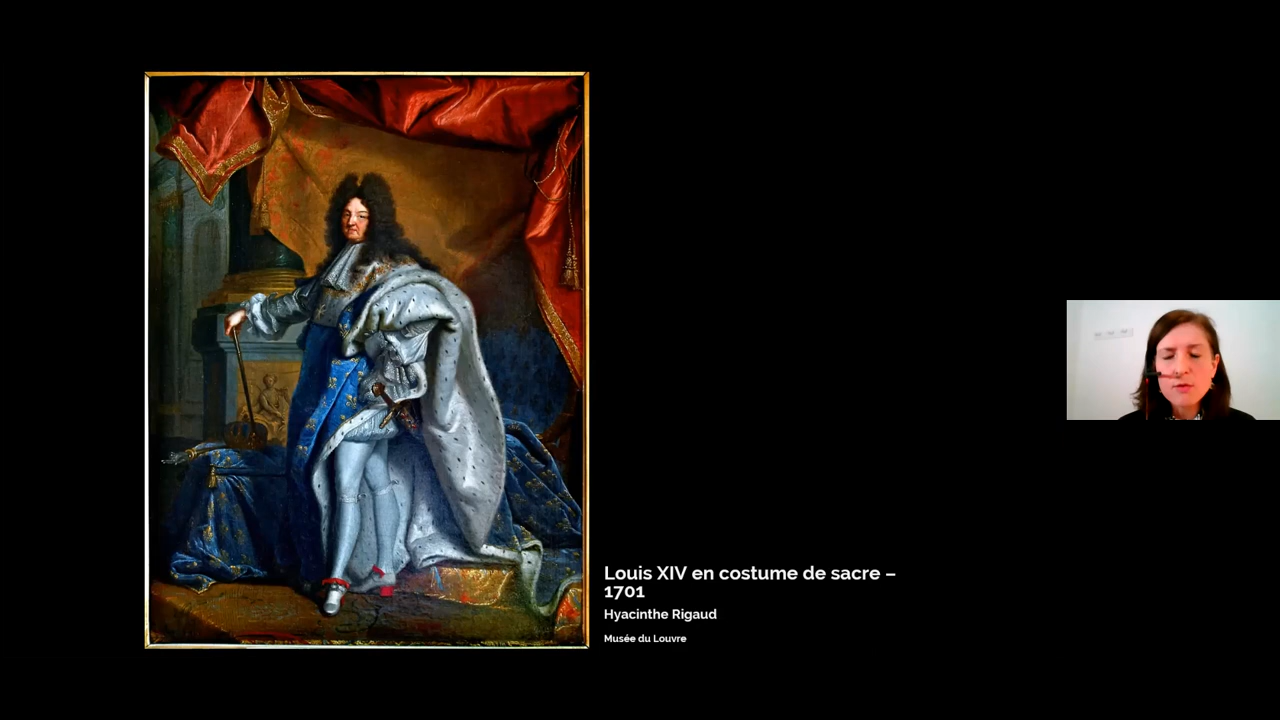 Louis XIV en costume de sacre –
1701
Hyacinthe Rigaud
Musée du Louvre